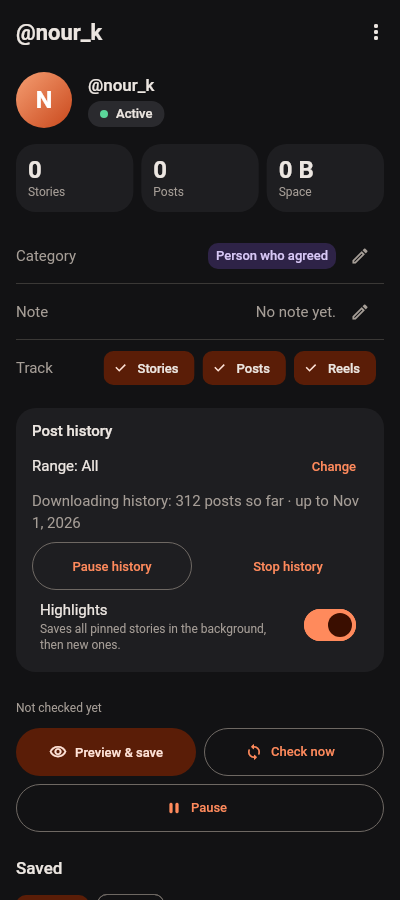 @nour_k
N
@nour_k
Active
0
Stories
0
Posts
0 B
Space
Category
Person who agreed
Note
No note yet.
Track
Stories
Posts
Reels
Post history
Range: All
Change
Downloading history: 312 posts so far · up to Nov
1, 2026
Pause history
Stop history
Highlights
Saves all pinned stories in the background,
then new ones.
Not checked yet
Preview & save
Check now
Pause
Saved